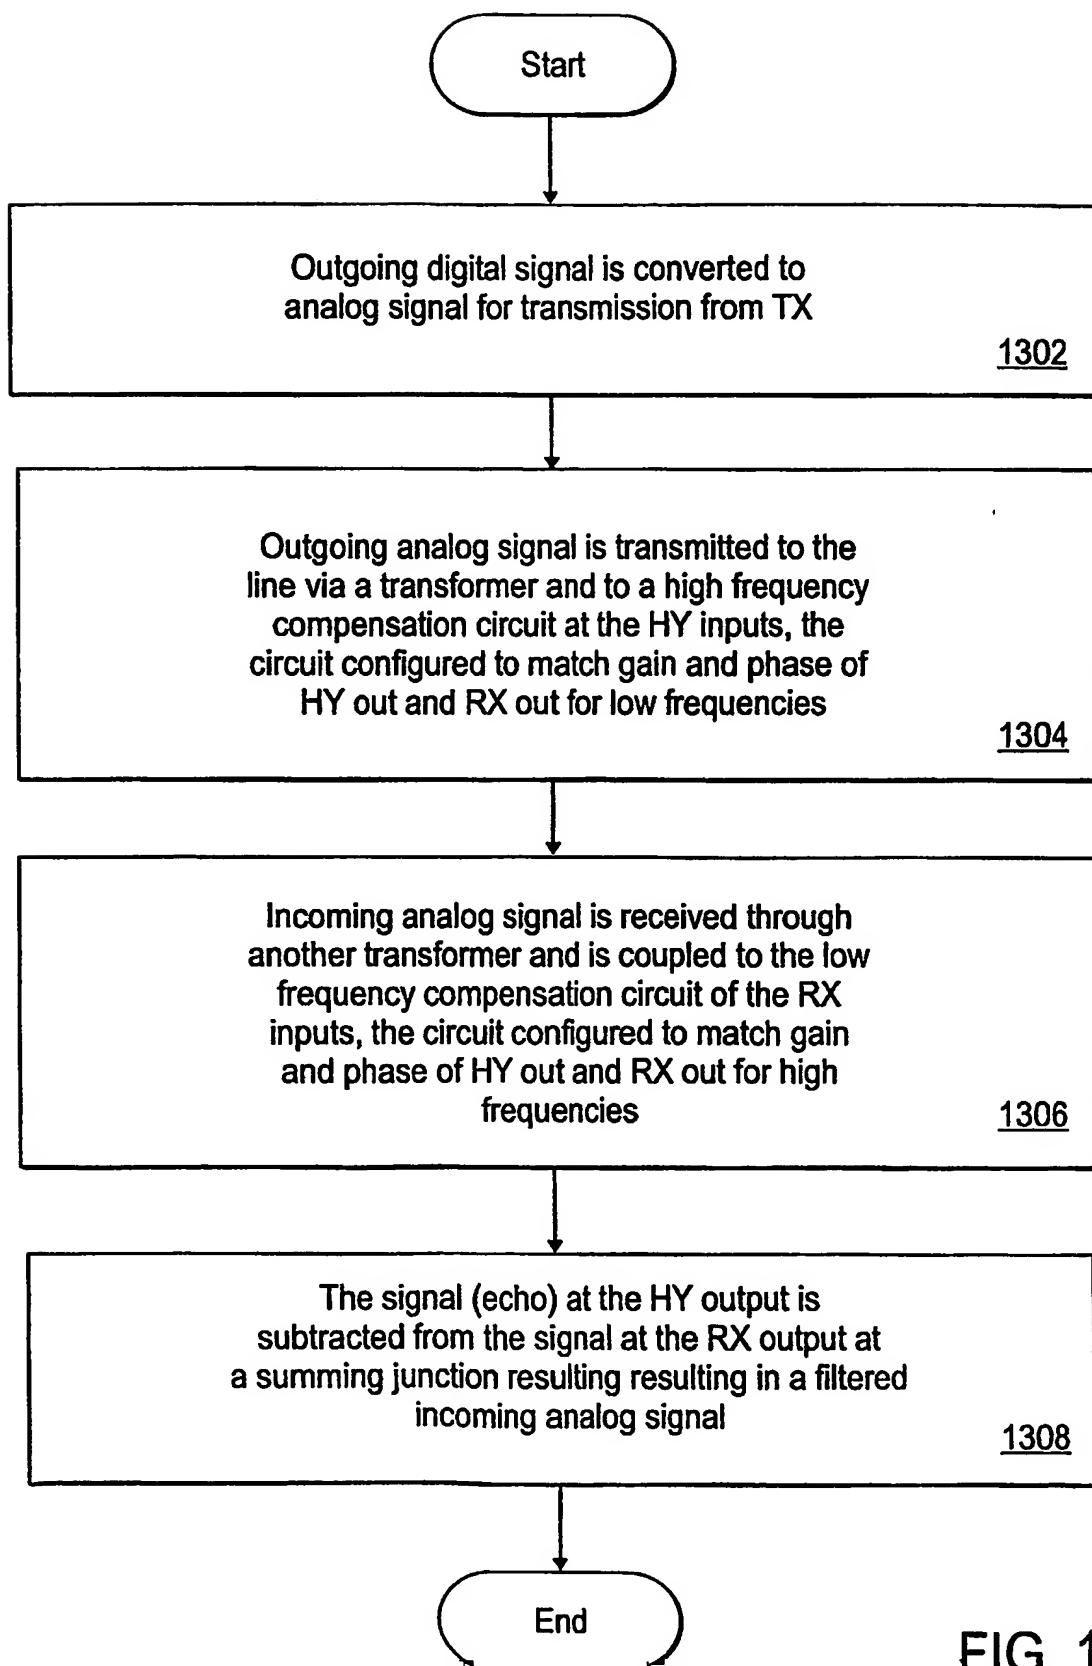 Start
Outgoing digital signal is converted to
analog signal for transmission from TX
1302
Outgoing analog signal is transmitted to the
line via a transformer and to a high frequency
compensation circuit at the HY inputs, the
circuit configured to match gain and phase of
HY out and RX out for low frequencies
1304
Incoming analog signal is received through
another transformer and is coupled to the low
frequency compensation circuit of the RX
inputs, the circuit configured to match gain
and phase of HY out and RX out for high
frequencies
1306
The signal (echo) at the HY output is
subtracted from the signal at the RX output at
a summing junction resulting resulting in a filtered
incoming analog signal
1308
End
FIG. 1